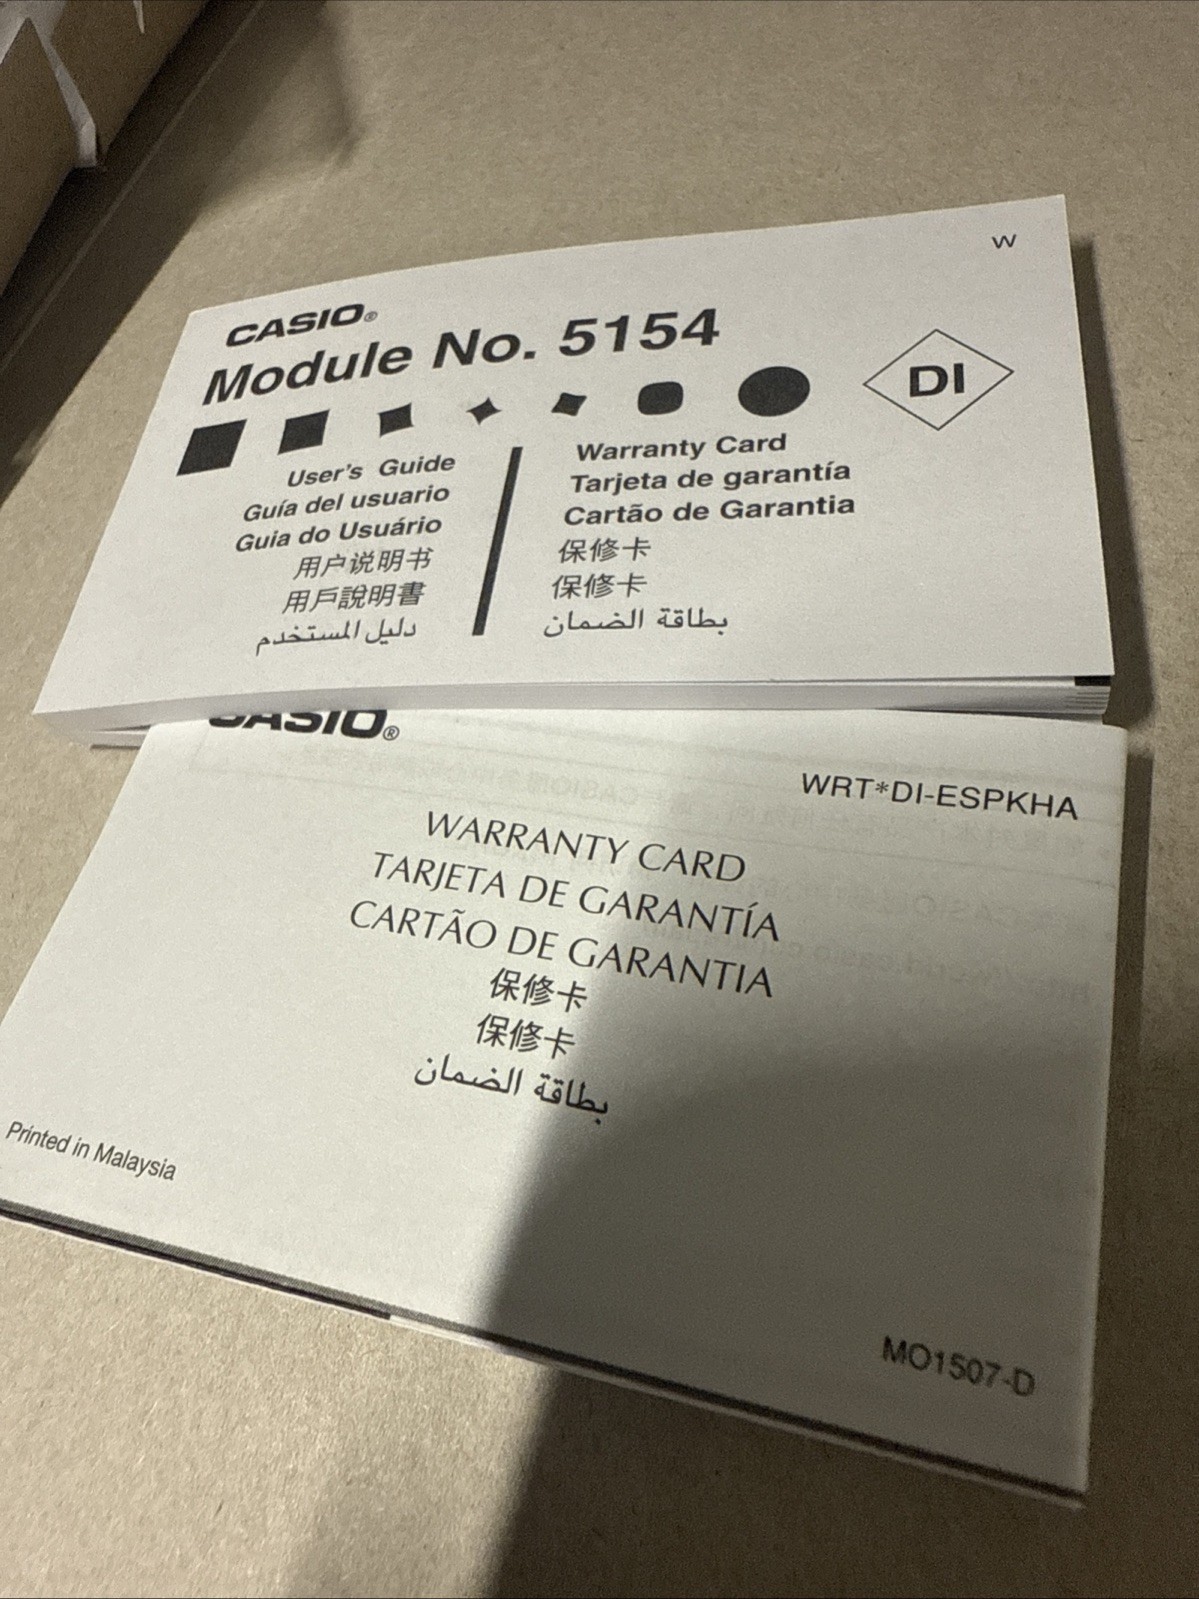 W
CASIO®
Module No. 5154
DI
User's Guide
Guía del usuario
Guia do Usuário
用户说明书
用戶說明書
دليل المستخدم
Warranty Card
Tarjeta de garantía
Cartão de Garantia
保修卡
保修卡
بطاقة الضمان
CASIO®
WRT*DI-ESPKHA
WARRANTY CARD
TARJETA DE GARANTÍA
CARTÃO DE GARANTIA
保修卡
保修卡
بطاقة الضمان
Printed in Malaysia
MO1507-D